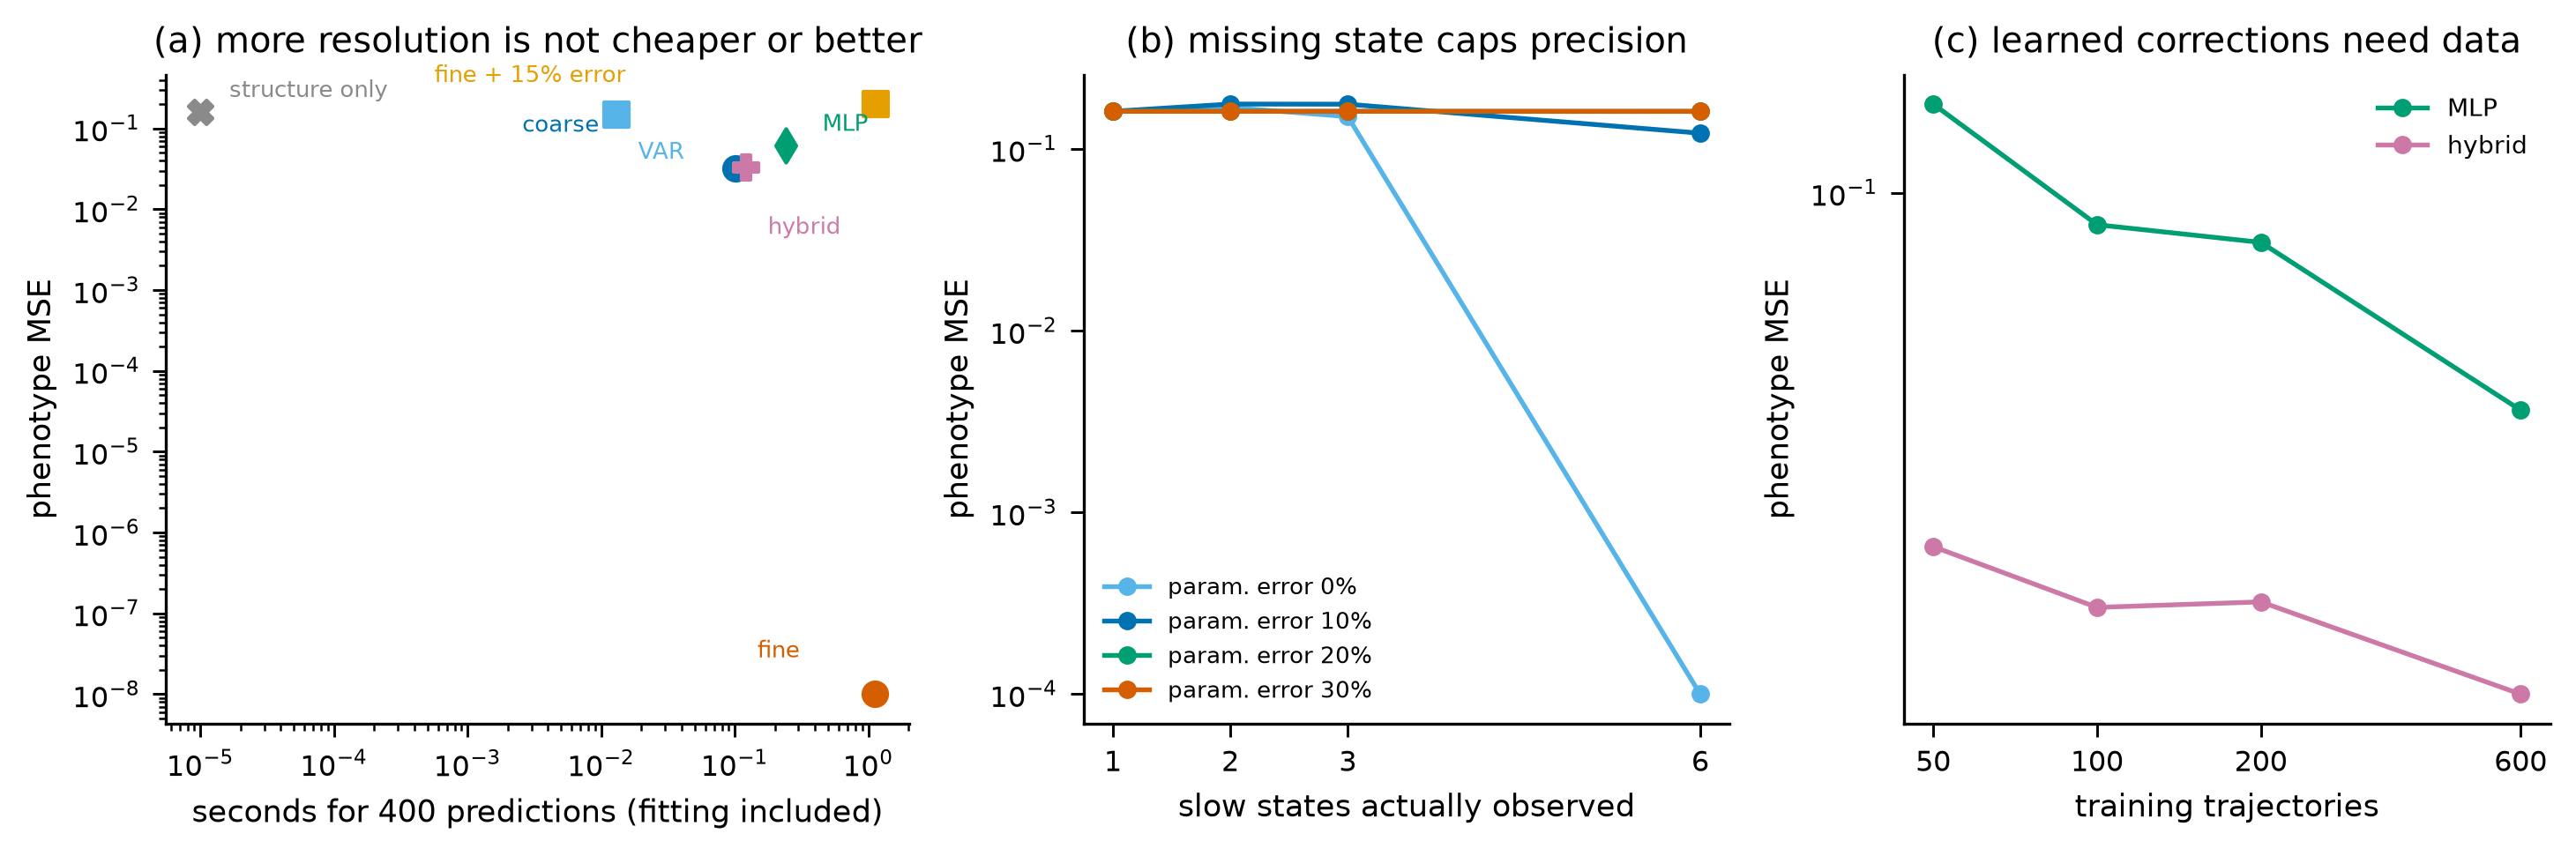 (a) more resolution is not cheaper or better
fine + 15% error
structure only
coarse
MLP
VAR
hybrid
fine
10⁻¹
10⁻²
10⁻³
10⁻⁴
10⁻⁵
10⁻⁶
10⁻⁷
10⁻⁸
phenotype MSE
10⁻⁵ 10⁻⁴ 10⁻³ 10⁻² 10⁻¹ 10⁰
seconds for 400 predictions (fitting included)
(b) missing state caps precision
10⁻¹
10⁻²
10⁻³
10⁻⁴
phenotype MSE
param. error 0%
param. error 10%
param. error 20%
param. error 30%
1 2 3 6
slow states actually observed
(c) learned corrections need data
MLP
hybrid
10⁻¹
phenotype MSE
50 100 200 600
training trajectories